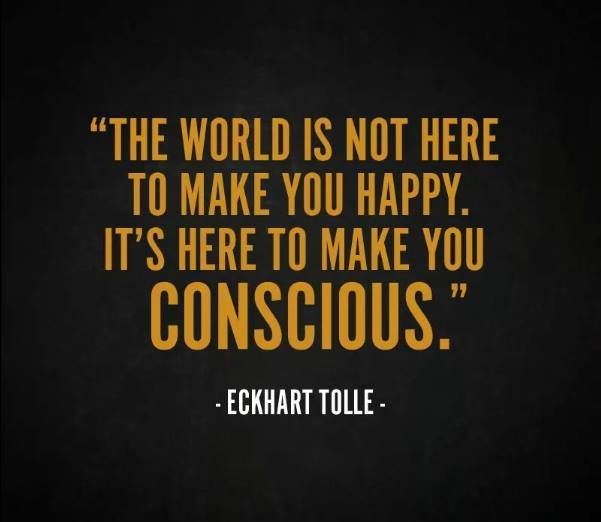 “THE WORLD IS NOT HERE
TO MAKE YOU HAPPY.
IT’S HERE TO MAKE YOU
CONSCIOUS.”
- ECKHART TOLLE -